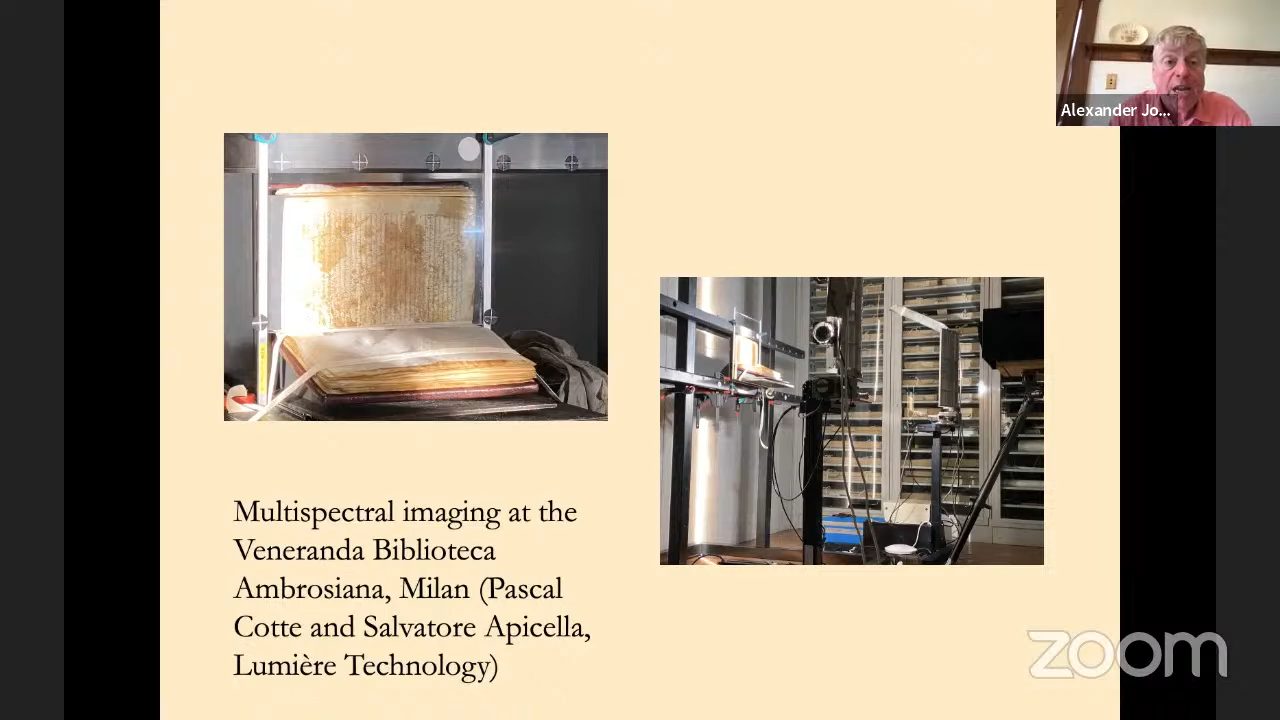 Alexander Jo...
Multispectral imaging at the
Veneranda Biblioteca
Ambrosiana, Milan (Pascal
Cotte and Salvatore Apicella,
Lumière Technology)
zoom